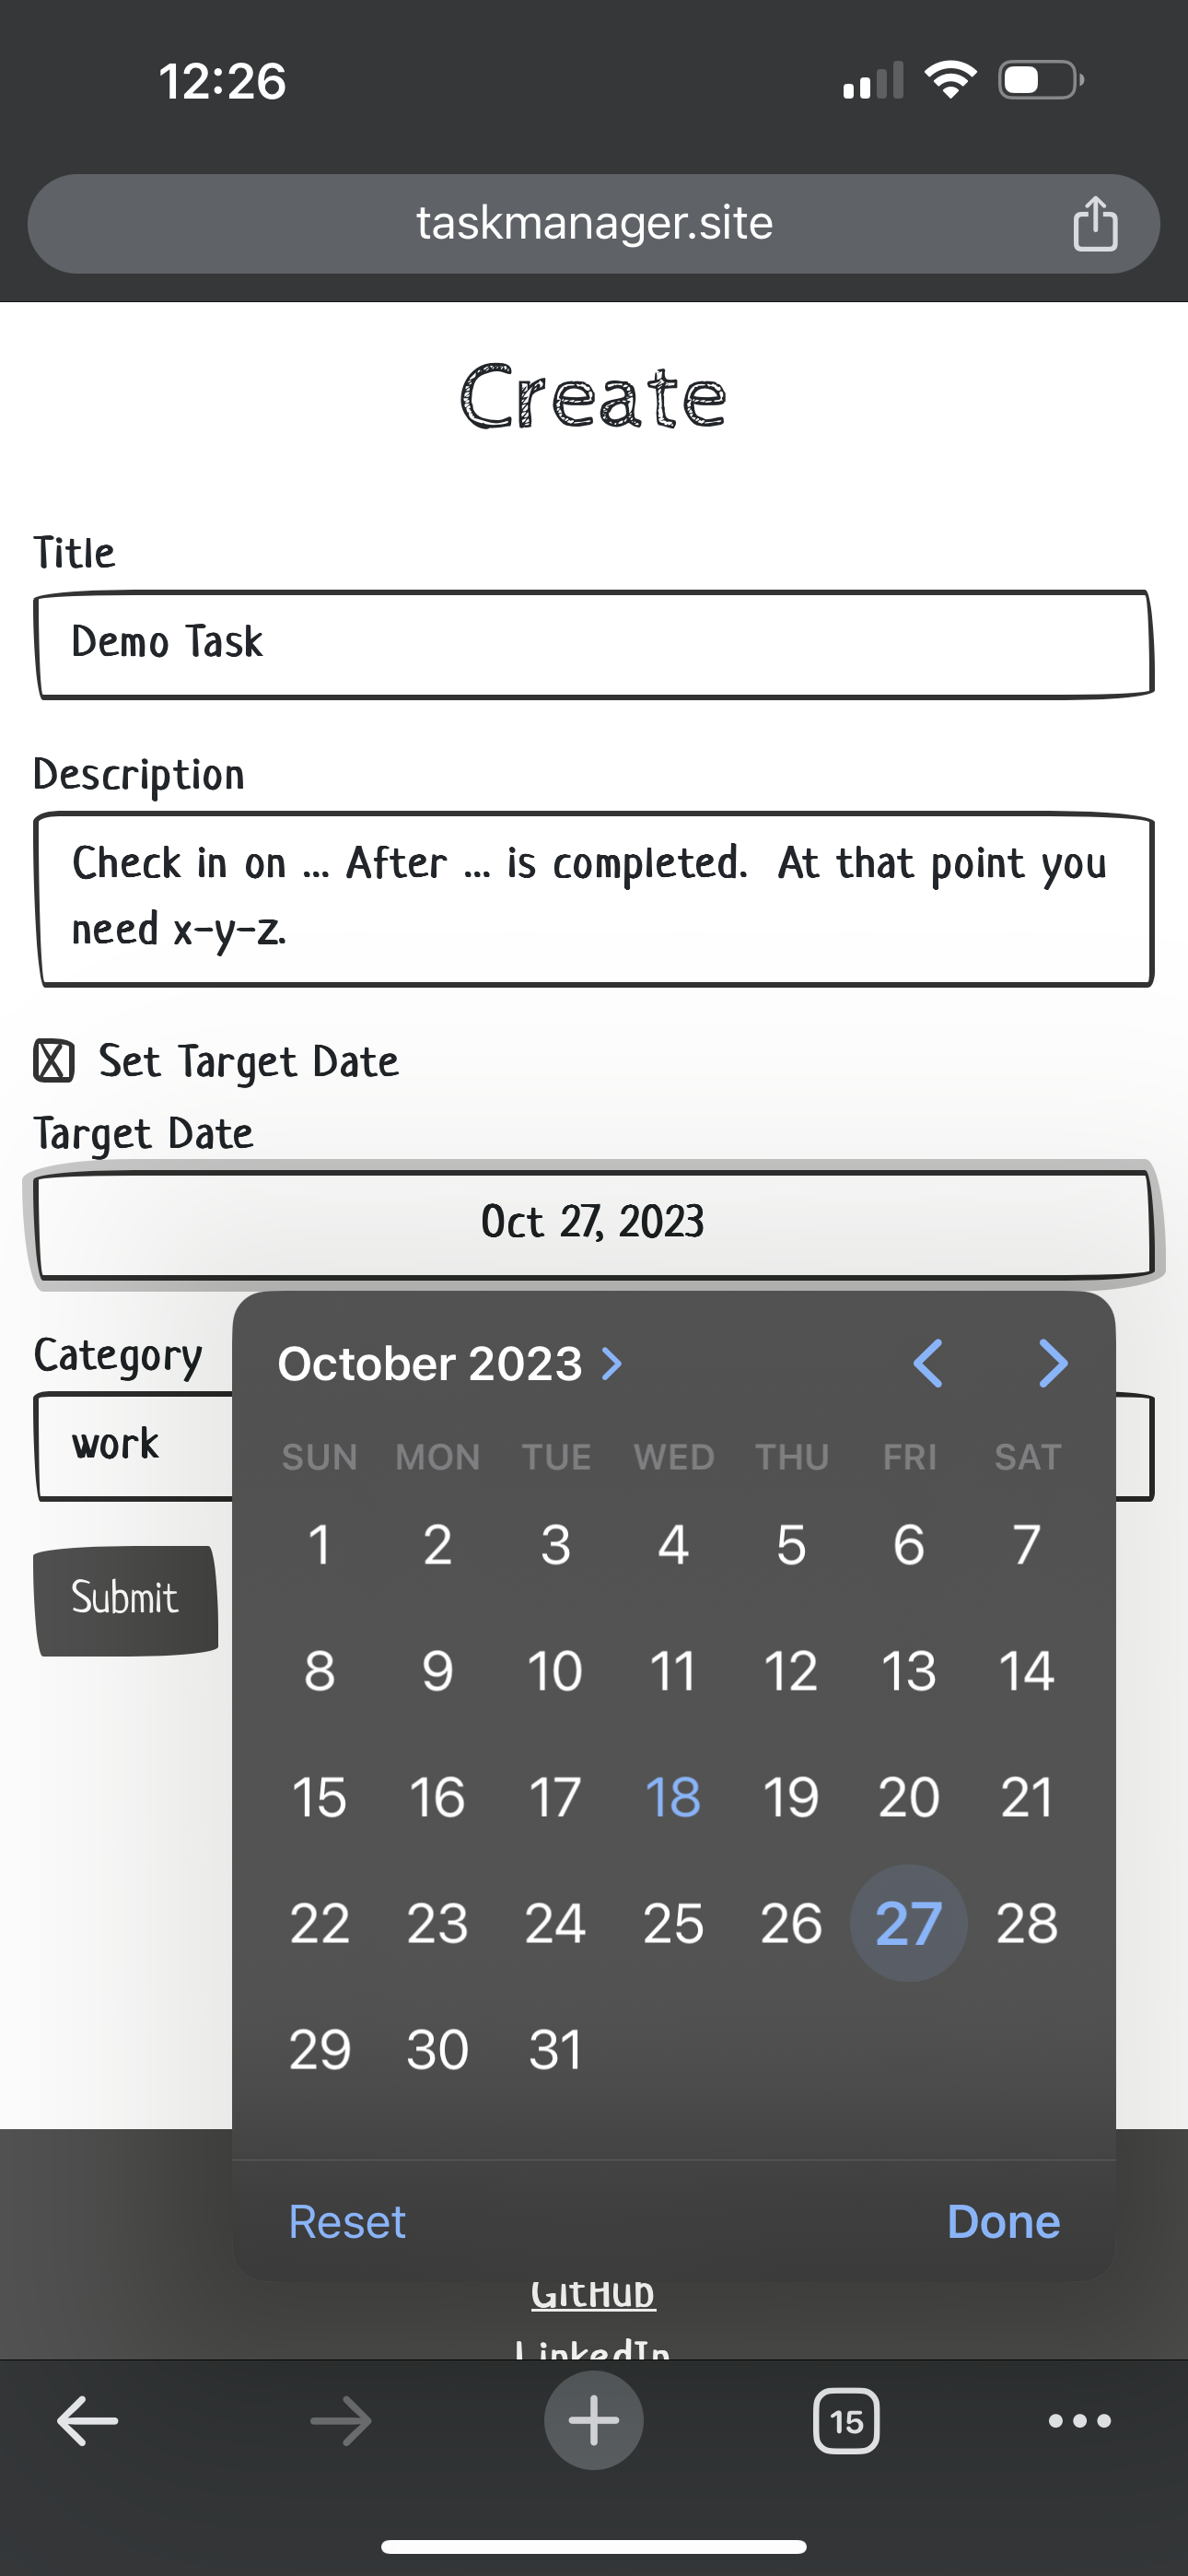 12:26
taskmanager.site
Create
Title
Demo Task
Description
Check in on ... After ... is completed.  At that point you
need x-y-z.
Set Target Date
Target Date
Oct 27, 2023
Category
work
Submit
October 2023
SUN MON TUE WED THU FRI SAT
1 2 3 4 5 6 7
8 9 10 11 12 13 14
15 16 17 18 19 20 21
22 23 24 25 26 27 28
29 30 31
Reset Done
GitHub
LinkedIn
15